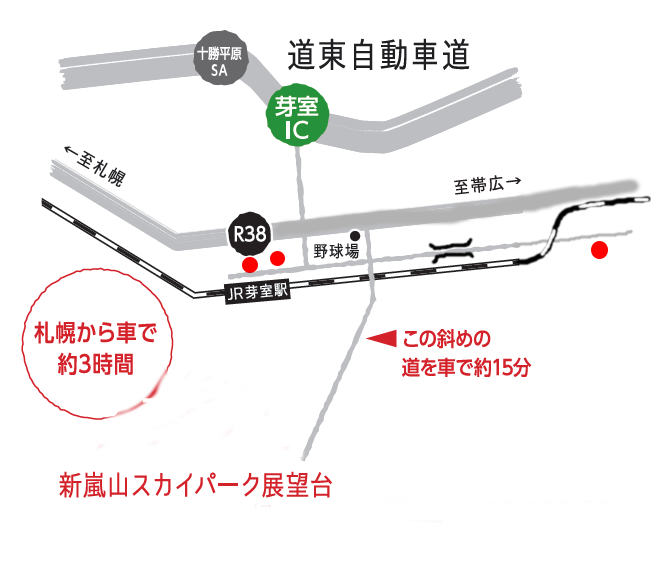 道東自動車道
十勝平原
SA
芽室
IC
←至札幌
至帯広→
R38
野球場
JR芽室駅
札幌から車で
約3時間
この斜めの
道を車で約15分
新嵐山スカイパーク展望台